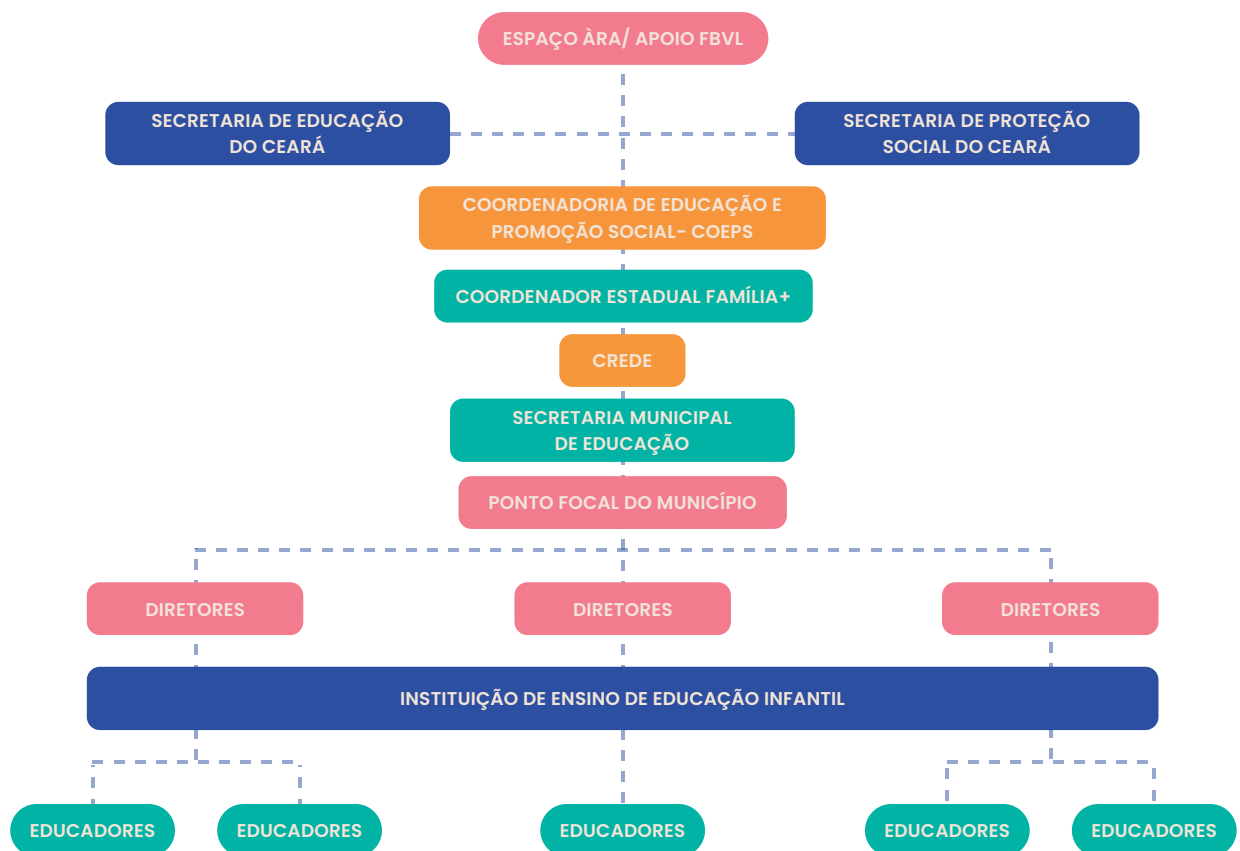 ESPAÇO ÀRA/ APOIO FBVL
SECRETARIA DE EDUCAÇÃO
DO CEARÁ
SECRETARIA DE PROTEÇÃO
SOCIAL DO CEARÁ
COORDENADORIA DE EDUCAÇÃO E
PROMOÇÃO SOCIAL- COEPS
COORDENADOR ESTADUAL FAMÍLIA+
CREDE
SECRETARIA MUNICIPAL
DE EDUCAÇÃO
PONTO FOCAL DO MUNICÍPIO
DIRETORES
DIRETORES
DIRETORES
INSTITUIÇÃO DE ENSINO DE EDUCAÇÃO INFANTIL
EDUCADORES
EDUCADORES
EDUCADORES
EDUCADORES
EDUCADORES